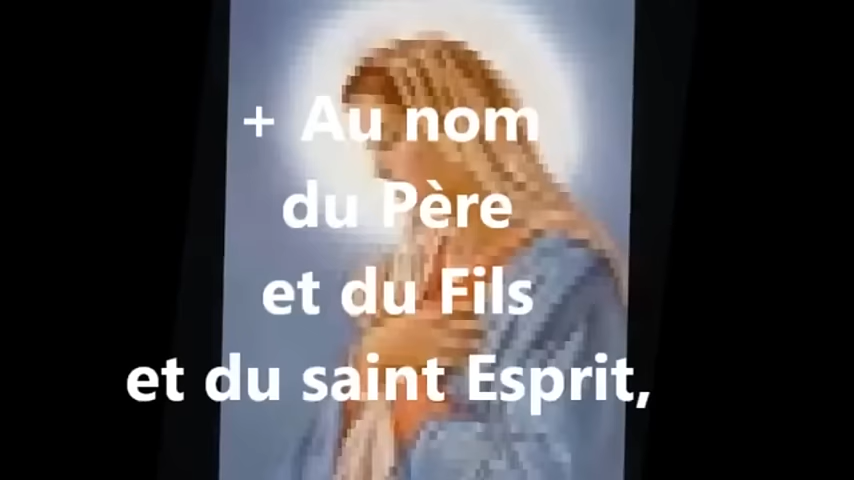 + Au nom
du Père
et du Fils
et du saint Esprit,